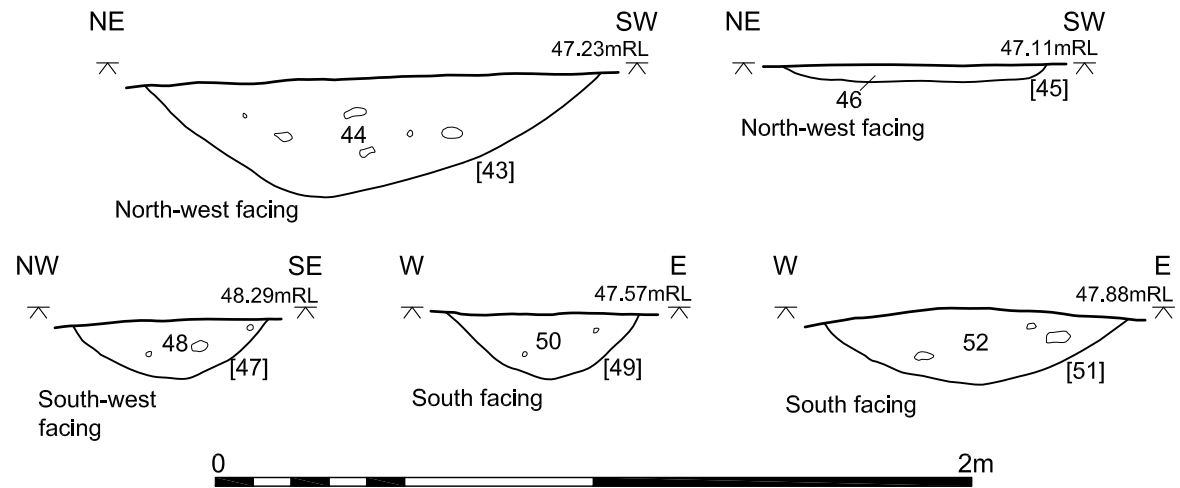 NE SW
47.23mRL
44
[43]
North-west facing
NE SW
47.11mRL
46
[45]
North-west facing
NW SE
48.29mRL
48
[47]
South-west
facing
W E
47.57mRL
50
[49]
South facing
W E
47.88mRL
52
[51]
South facing
0 2m